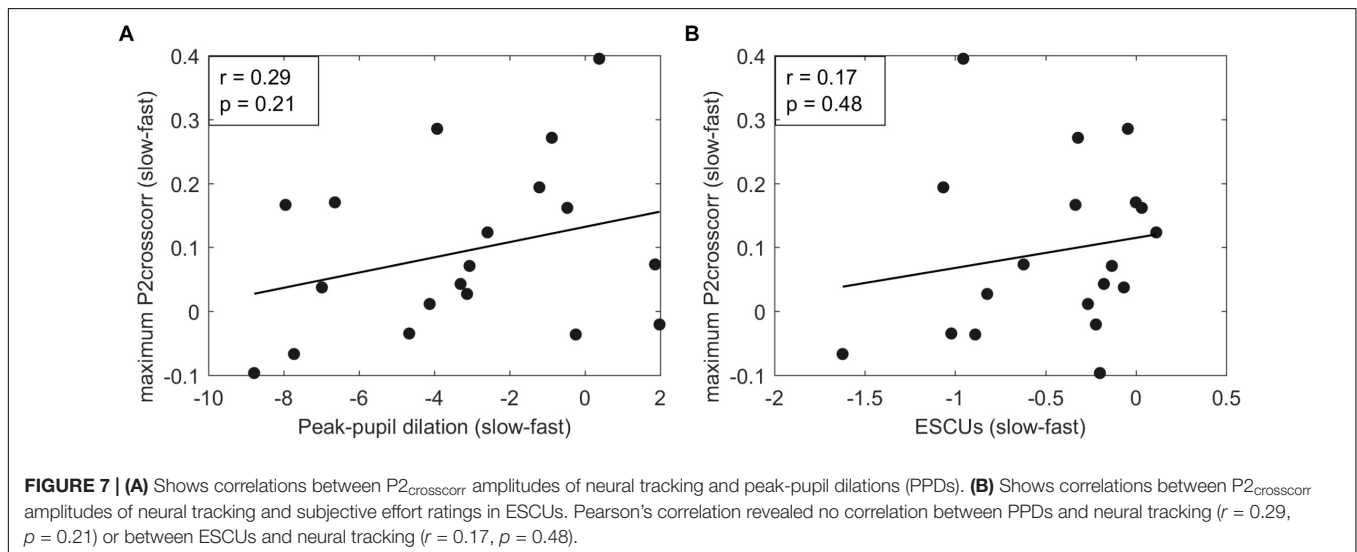 A
r = 0.29
p = 0.21
maximum P2crosscorr (slow-fast)
0.4
0.3
0.2
0.1
0
-0.1
-10
-8
-6
-4
-2
0
2
Peak-pupil dilation (slow-fast)
B
r = 0.17
p = 0.48
maximum P2crosscorr (slow-fast)
0.4
0.3
0.2
0.1
0
-0.1
-2
-1.5
-1
-0.5
0
0.5
ESCUs (slow-fast)
FIGURE 7 | (A) Shows correlations between P2crosscorr amplitudes of neural tracking and peak-pupil dilations (PPDs). (B) Shows correlations between P2crosscorr
amplitudes of neural tracking and subjective effort ratings in ESCUs. Pearson's correlation revealed no correlation between PPDs and neural tracking (r = 0.29,
p = 0.21) or between ESCUs and neural tracking (r = 0.17, p = 0.48).